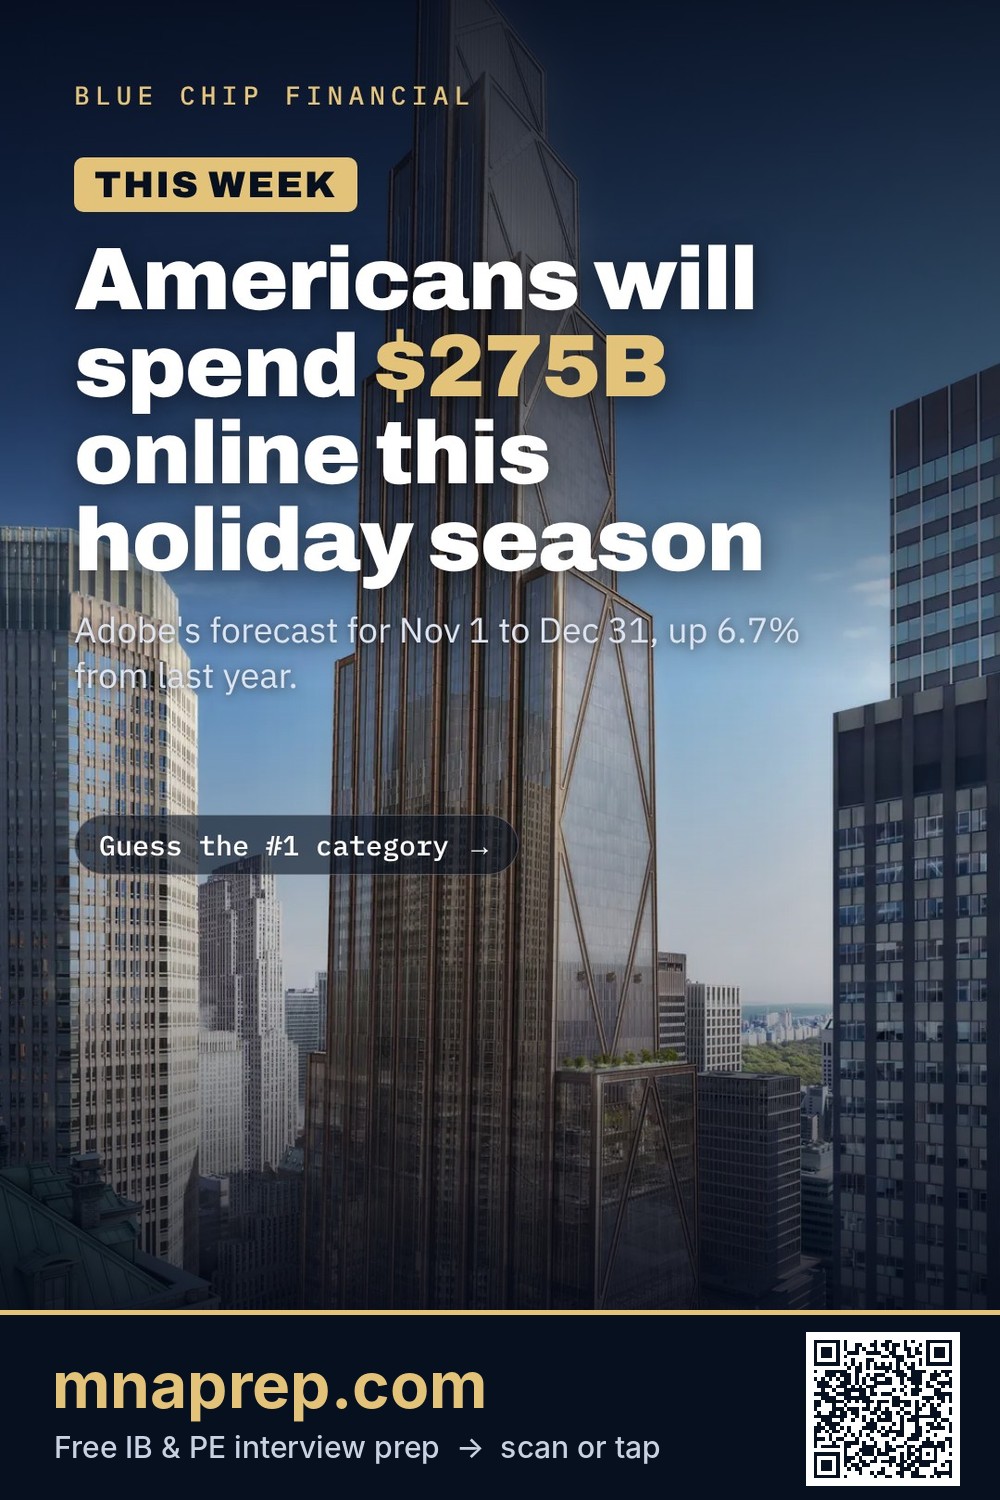 BLUE CHIP FINANCIAL
THIS WEEK
Americans will
spend $275B
online this
holiday season
Adobe's forecast for Nov 1 to Dec 31, up 6.7%
from last year.
Guess the #1 category →
mnaprep.com
Free IB & PE interview prep → scan or tap